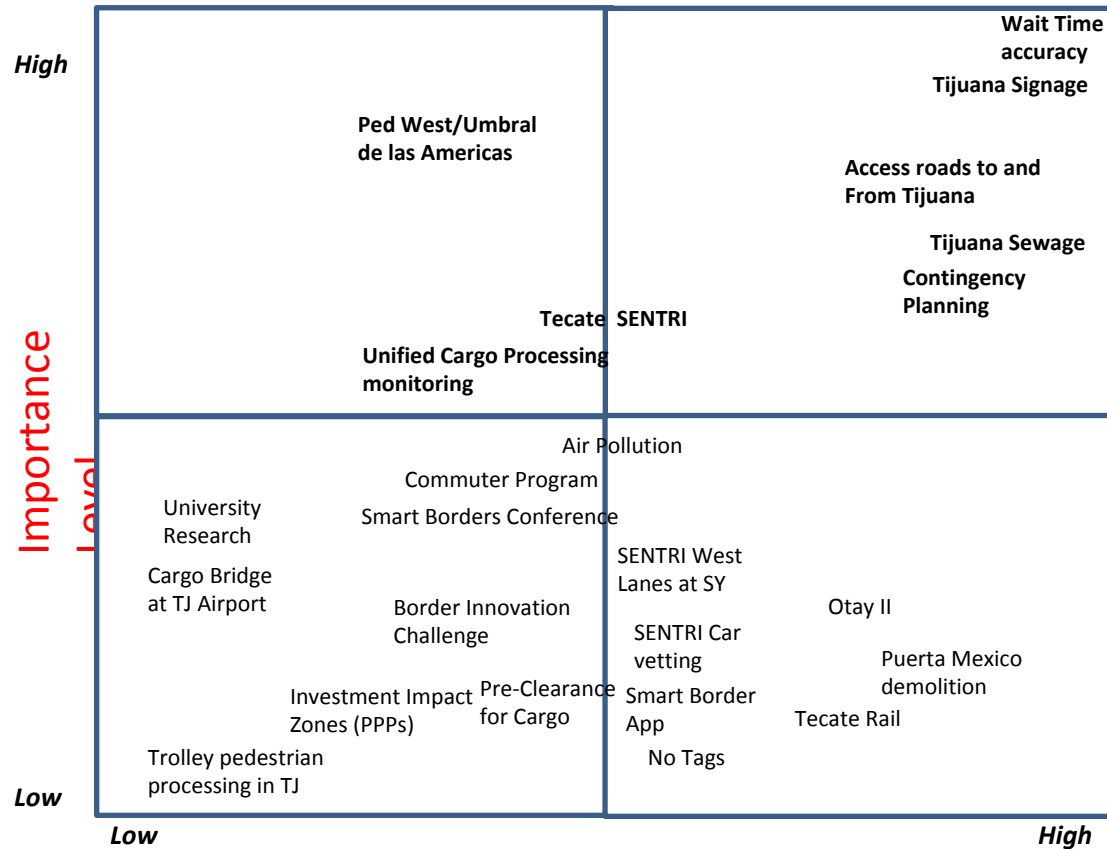 High
Wait Time
accuracy
Tijuana Signage
Ped West/Umbral
de las Americas
Access roads to and
From Tijuana
Tijuana Sewage
Contingency
Planning
Tecate SENTRI
Unified Cargo Processing
monitoring
Importance
Level
Air Pollution
Commuter Program
University
Research
Smart Borders Conference
SENTRI West
Lanes at SY
Cargo Bridge
at TJ Airport
Border Innovation
Challenge
Otay II
SENTRI Car
vetting
Puerta Mexico
demolition
Investment Impact
Zones (PPPs)
Pre-Clearance
for Cargo
Smart Border
App
Tecate Rail
No Tags
Trolley pedestrian
processing in TJ
Low
Low
High